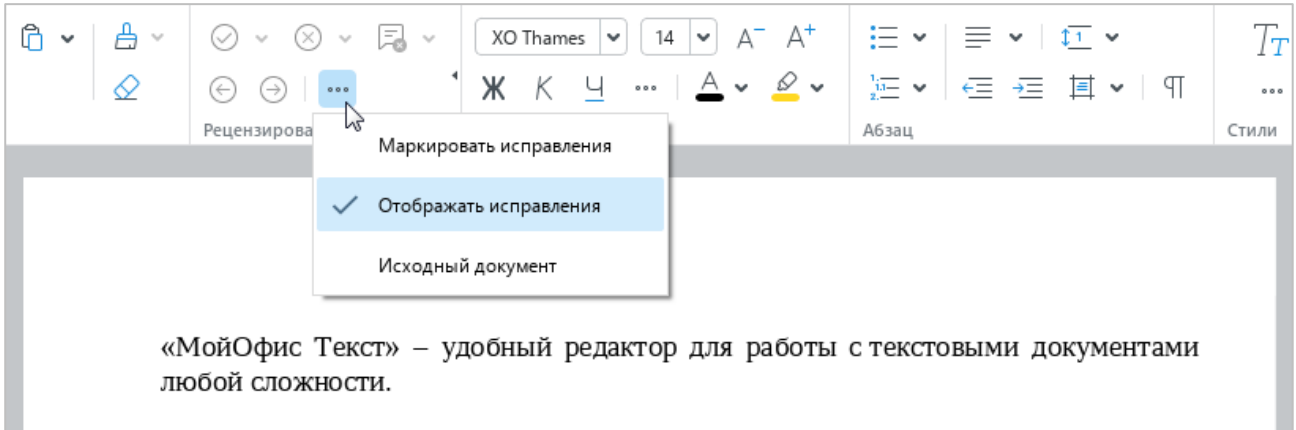 XO Thames
14
A⁻ A⁺
Ж К Ч А
Рецензирова
Абзац
Стили
Маркировать исправления
Отображать исправления
Исходный документ
«МойОфис Текст» – удобный редактор для работы с текстовыми документами
любой сложности.